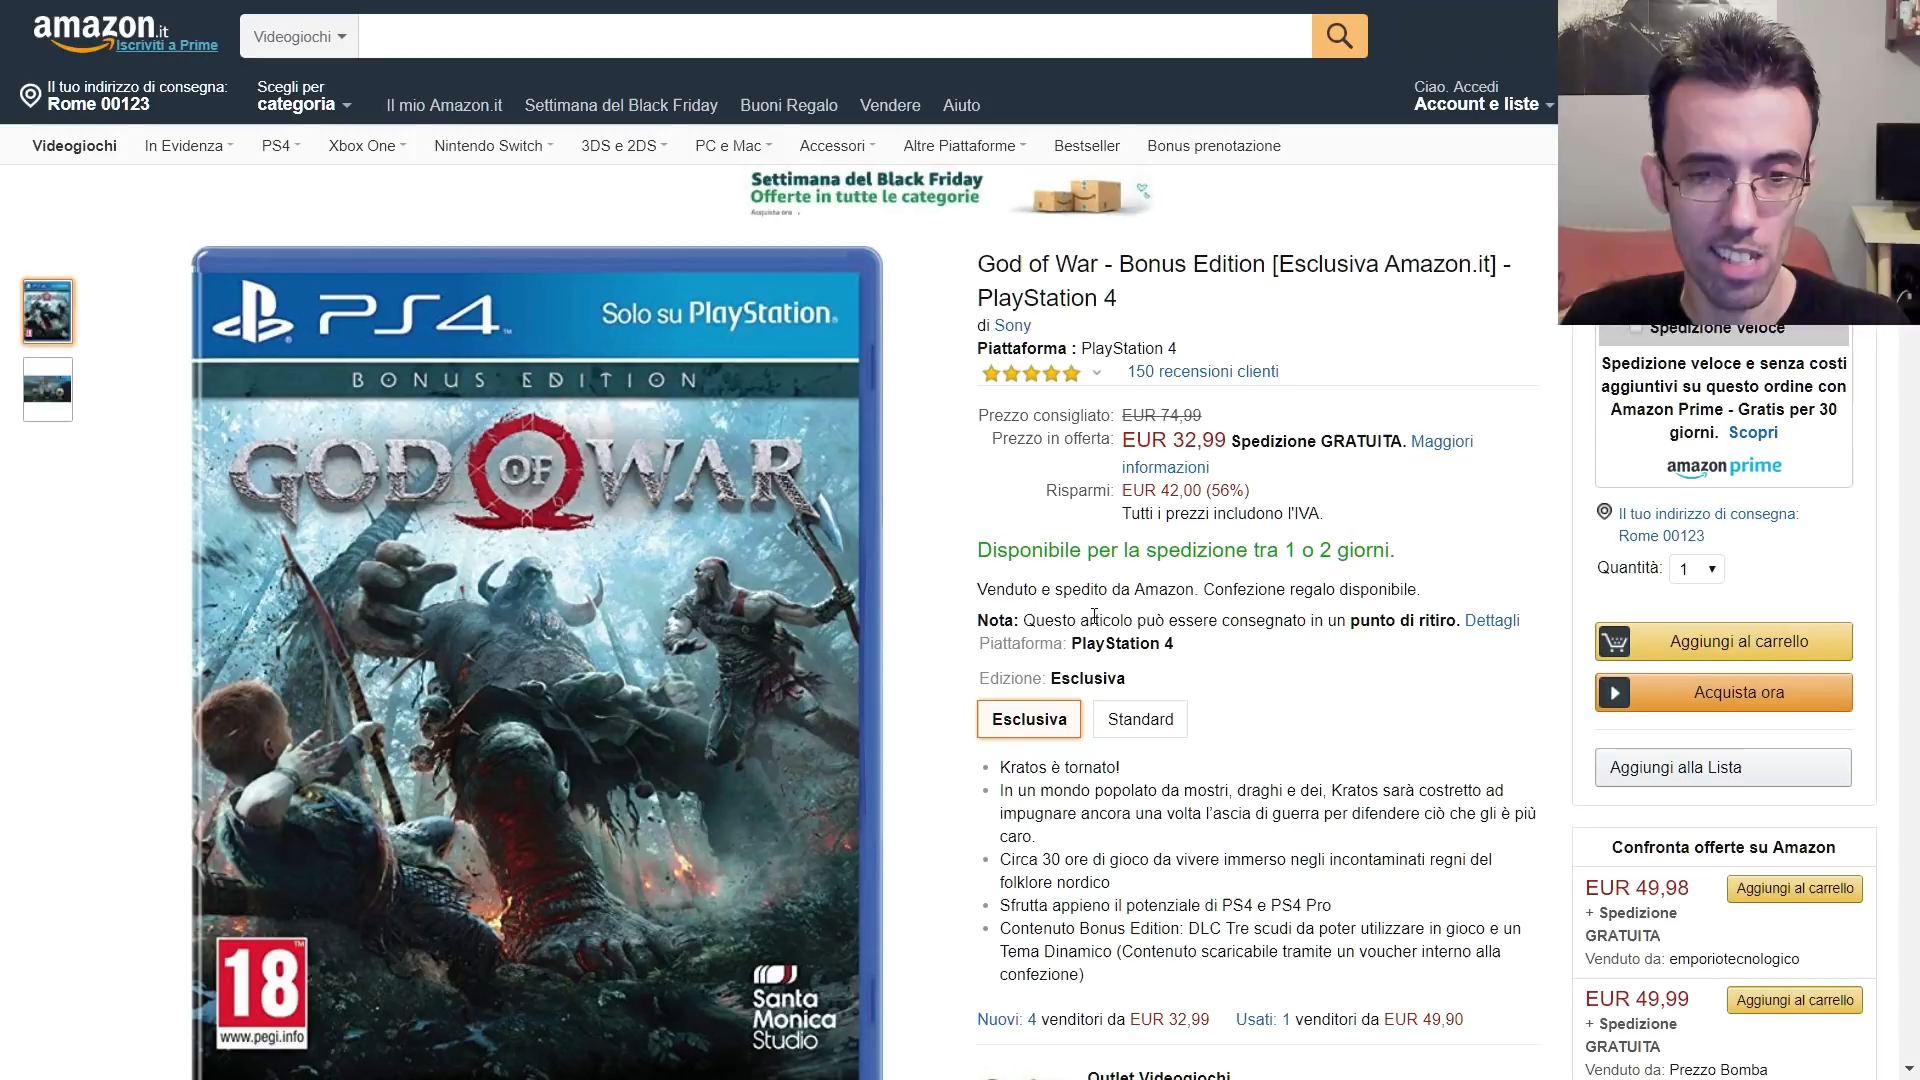 amazon.it
Iscriviti a Prime
Videogiochi
Il tuo indirizzo di consegna:
Rome 00123
Scegli per
categoria
Il mio Amazon.it
Settimana del Black Friday
Buoni Regalo
Vendere
Aiuto
Ciao. Accedi
Account e liste
Videogiochi
In Evidenza
PS4
Xbox One
Nintendo Switch
3DS e 2DS
PC e Mac
Accessori
Altre Piattaforme
Bestseller
Bonus prenotazione
Settimana del Black Friday
Offerte in tutte le categorie
Acquista ora
PS4
Solo su PlayStation
BONUS EDITION
GOD OF WAR
18
www.pegi.info
Santa
Monica
Studio
God of War - Bonus Edition [Esclusiva Amazon.it] -
PlayStation 4
di Sony
Piattaforma : PlayStation 4
150 recensioni clienti
Prezzo consigliato: EUR 74,99
Prezzo in offerta: EUR 32,99 Spedizione GRATUITA. Maggiori
informazioni
Risparmi: EUR 42,00 (56%)
Tutti i prezzi includono l'IVA.
Disponibile per la spedizione tra 1 o 2 giorni.
Venduto e spedito da Amazon. Confezione regalo disponibile.
Nota: Questo articolo può essere consegnato in un punto di ritiro. Dettagli
Piattaforma: PlayStation 4
Edizione: Esclusiva
Esclusiva
Standard
Kratos è tornato!
In un mondo popolato da mostri, draghi e dei, Kratos sarà costretto ad
impugnare ancora una volta l'ascia di guerra per difendere ciò che gli è più
caro.
Circa 30 ore di gioco da vivere immerso negli incontaminati regni del
folklore nordico
Sfrutta appieno il potenziale di PS4 e PS4 Pro
Contenuto Bonus Edition: DLC Tre scudi da poter utilizzare in gioco e un
Tema Dinamico (Contenuto scaricabile tramite un voucher interno alla
confezione)
Nuovi: 4 venditori da EUR 32,99
Usati: 1 venditori da EUR 49,90
Outlet Videogiochi
Spedizione veloce
Spedizione veloce e senza costi
aggiuntivi su questo ordine con
Amazon Prime - Gratis per 30
giorni. Scopri
amazon prime
Il tuo indirizzo di consegna:
Rome 00123
Quantità: 1
Aggiungi al carrello
Acquista ora
Aggiungi alla Lista
Confronta offerte su Amazon
EUR 49,98
Aggiungi al carrello
+ Spedizione
GRATUITA
Venduto da: emporiotecnologico
EUR 49,99
Aggiungi al carrello
+ Spedizione
GRATUITA
Venduto da: Prezzo Bomba